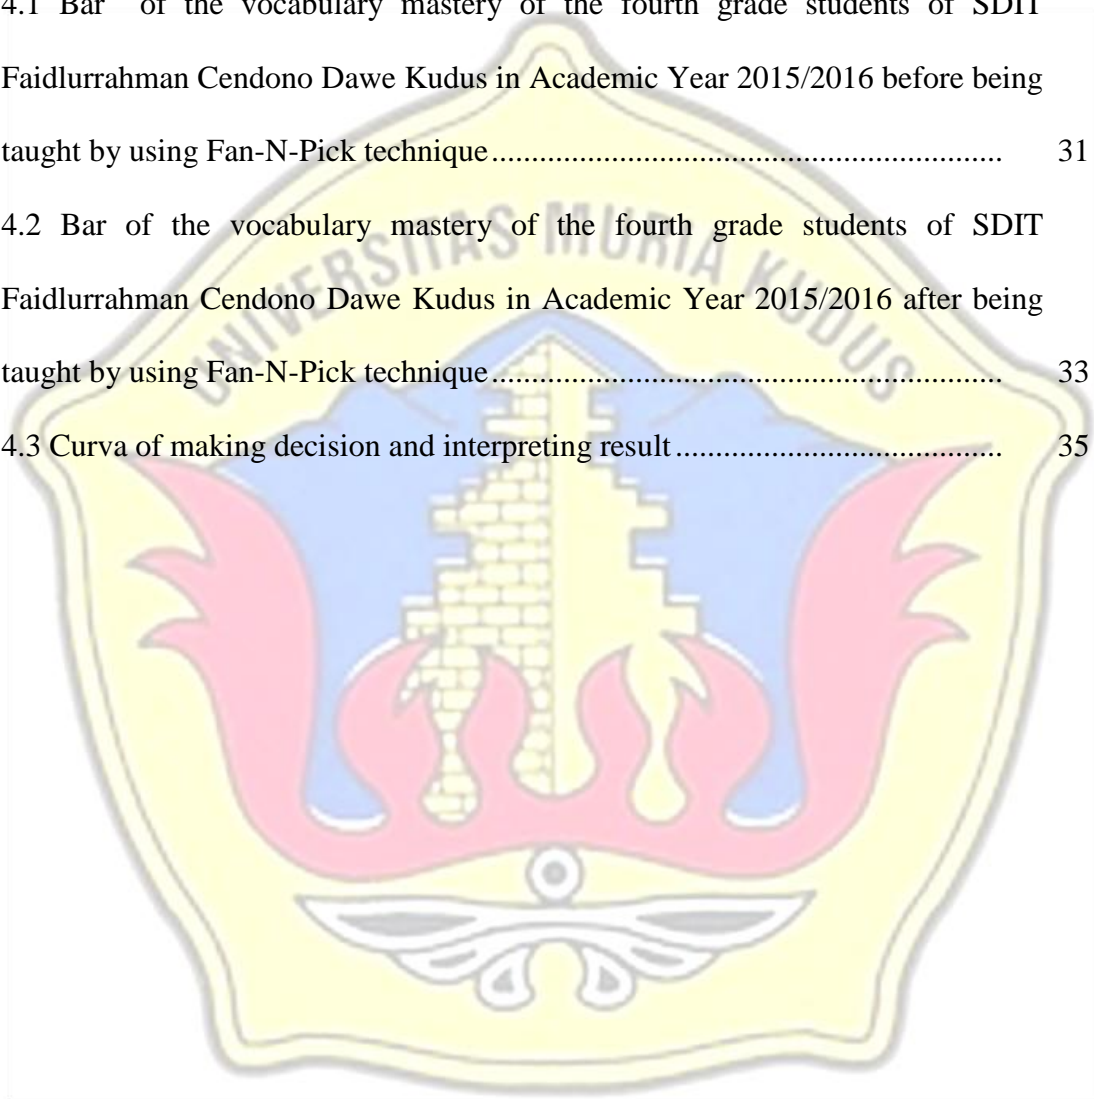 4.1 Bar of the vocabulary mastery of the fourth grade students of SDIT
Faidlurrahman Cendono Dawe Kudus in Academic Year 2015/2016 before being
taught by using Fan-N-Pick technique...................................................... 31
4.2 Bar of the vocabulary mastery of the fourth grade students of SDIT
Faidlurrahman Cendono Dawe Kudus in Academic Year 2015/2016 after being
taught by using Fan-N-Pick technique...................................................... 33
4.3 Curva of making decision and interpreting result................................... 35
UNIVERSITAS MURIA KUDUS